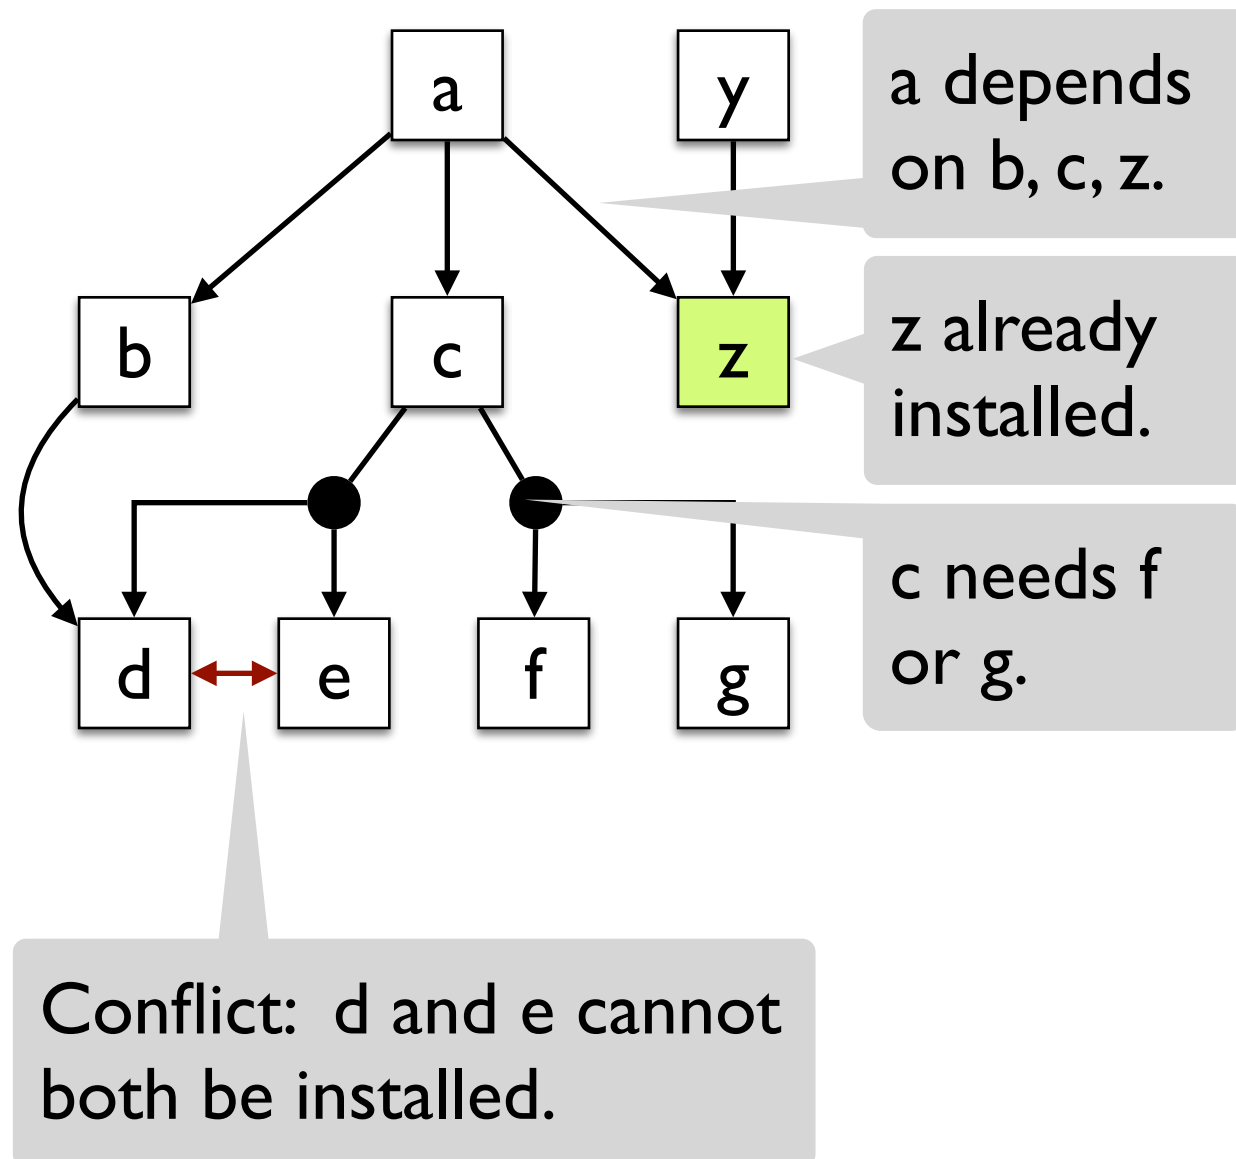 a
y
a depends
on b, c, z.
b
c
z
z already
installed.
c needs f
or g.
d
e
f
g
Conflict:  d and e cannot
both be installed.